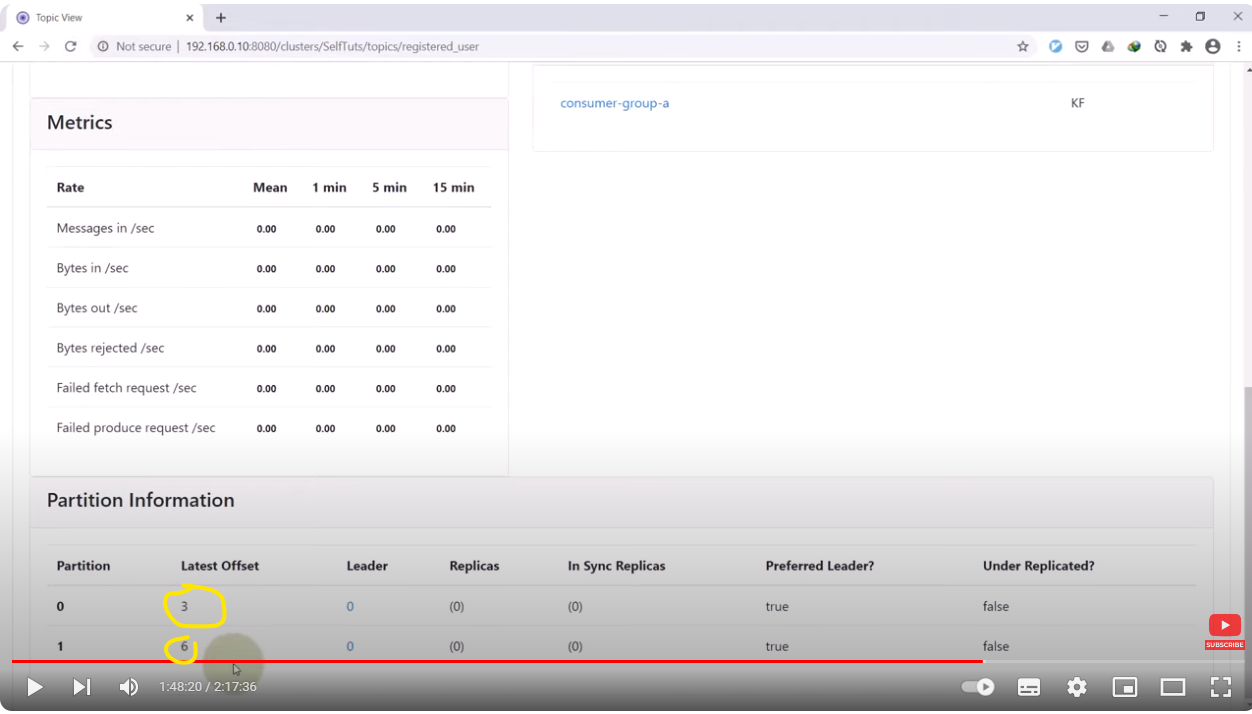 Topic View
Not secure | 192.168.0.10:8080/clusters/SelfTuts/topics/registered_user
consumer-group-a KF
Metrics
Rate Mean 1 min 5 min 15 min
Messages in /sec 0.00 0.00 0.00 0.00
Bytes in /sec 0.00 0.00 0.00 0.00
Bytes out /sec 0.00 0.00 0.00 0.00
Bytes rejected /sec 0.00 0.00 0.00 0.00
Failed fetch request /sec 0.00 0.00 0.00 0.00
Failed produce request /sec 0.00 0.00 0.00 0.00
Partition Information
Partition Latest Offset Leader Replicas In Sync Replicas Preferred Leader? Under Replicated?
0 3 0 (0) (0) true false
1 6 0 (0) (0) true false
SUBSCRIBE
1:48:20 / 2:17:36